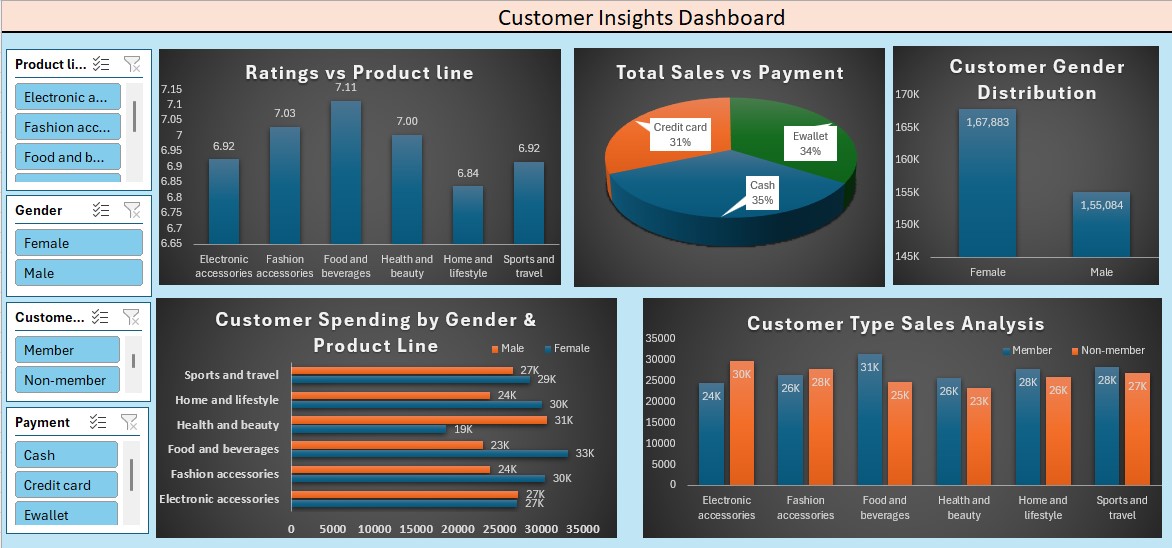 Customer Insights Dashboard
Product li...
Electronic a...
Fashion acc...
Food and b...
Gender
Female
Male
Custome...
Member
Non-member
Payment
Cash
Credit card
Ewallet
Ratings vs Product line
7.15
7.1
7.05
7
6.95
6.9
6.85
6.8
6.75
6.7
6.65
6.92
7.03
7.11
7.00
6.84
6.92
Electronic accessories
Fashion accessories
Food and beverages
Health and beauty
Home and lifestyle
Sports and travel
Total Sales vs Payment
Credit card
31%
Ewallet
34%
Cash
35%
Customer Gender
Distribution
170K
165K
160K
155K
150K
145K
1,67,883
1,55,084
Female
Male
Customer Spending by Gender &
Product Line
Male
Female
Sports and travel
27K
29K
Home and lifestyle
24K
30K
Health and beauty
31K
19K
Food and beverages
23K
33K
Fashion accessories
24K
30K
Electronic accessories
27K
27K
0 5000 10000 15000 20000 25000 30000 35000
Customer Type Sales Analysis
Member
Non-member
35000
30000
25000
20000
15000
10000
5000
0
24K 30K
26K 28K
31K 25K
26K 23K
28K 26K
28K 27K
Electronic accessories
Fashion accessories
Food and beverages
Health and beauty
Home and lifestyle
Sports and travel